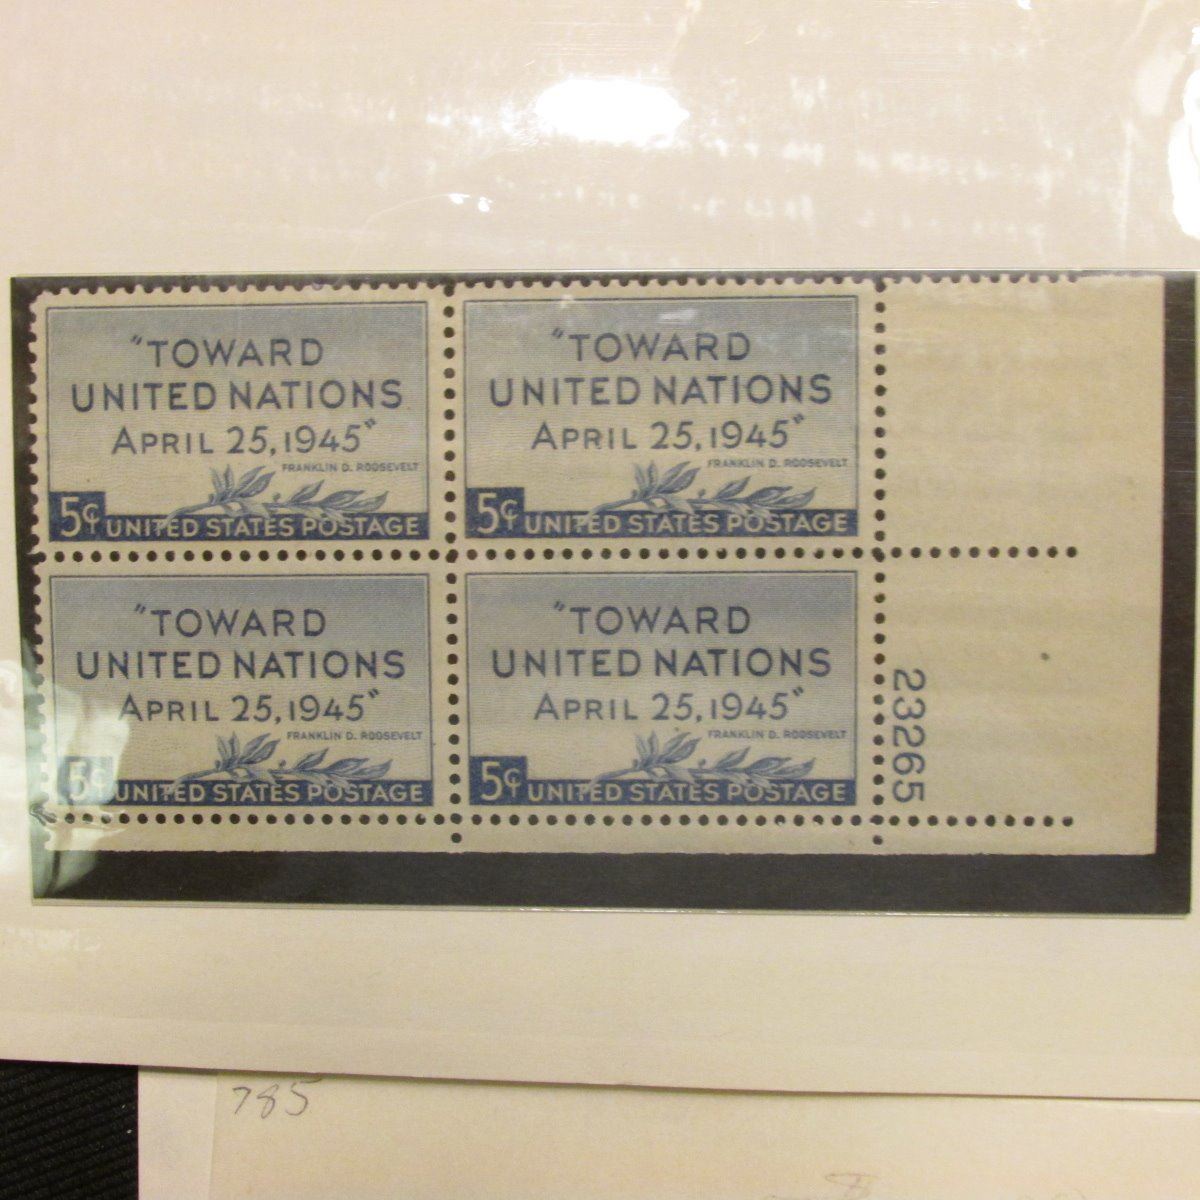 "TOWARD
UNITED NATIONS
APRIL 25, 1945"
FRANKLIN D. ROOSEVELT
5¢ UNITED STATES POSTAGE
"TOWARD
UNITED NATIONS
APRIL 25, 1945"
FRANKLIN D. ROOSEVELT
5¢ UNITED STATES POSTAGE
"TOWARD
UNITED NATIONS
APRIL 25, 1945"
FRANKLIN D. ROOSEVELT
5¢ UNITED STATES POSTAGE
"TOWARD
UNITED NATIONS
APRIL 25, 1945"
FRANKLIN D. ROOSEVELT
5¢ UNITED STATES POSTAGE
23265
785